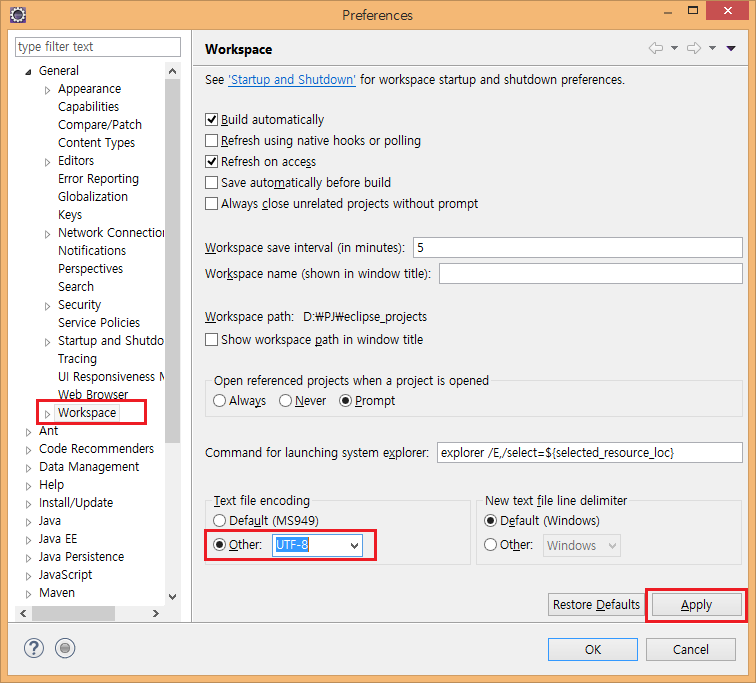 Preferences
type filter text
General
Appearance
Capabilities
Compare/Patch
Content Types
Editors
Error Reporting
Globalization
Keys
Network Connection
Notifications
Perspectives
Search
Security
Service Policies
Startup and Shutdo
Tracing
UI Responsiveness M
Web Browser
Workspace
Ant
Code Recommenders
Data Management
Help
Install/Update
Java
Java EE
Java Persistence
JavaScript
Maven
Workspace
See 'Startup and Shutdown' for workspace startup and shutdown preferences.
Build automatically
Refresh using native hooks or polling
Refresh on access
Save automatically before build
Always close unrelated projects without prompt
Workspace save interval (in minutes): 5
Workspace name (shown in window title):
Workspace path: D:₩PJ₩eclipse_projects
Show workspace path in window title
Open referenced projects when a project is opened
Always Never Prompt
Command for launching system explorer: explorer /E,/select=${selected_resource_loc}
Text file encoding
Default (MS949)
Other: UTF-8
New text file line delimiter
Default (Windows)
Other: Windows
Restore Defaults Apply
? OK Cancel